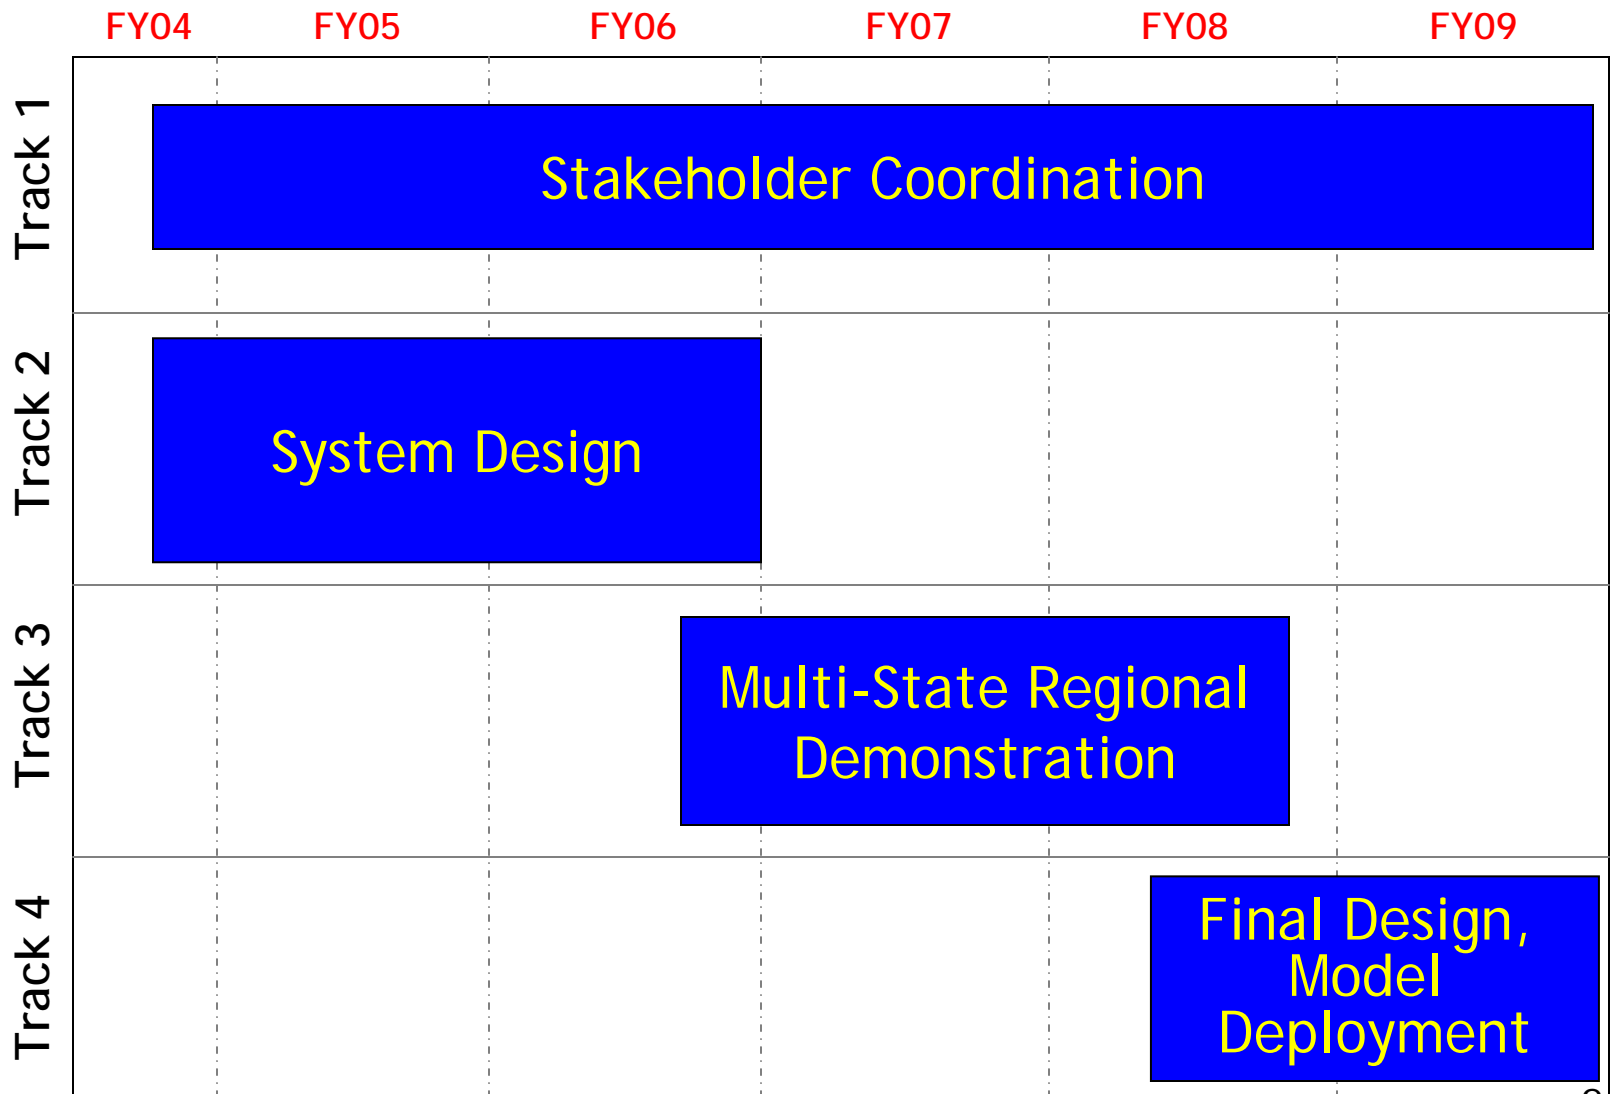 FY04 FY05 FY06 FY07 FY08 FY09
Track 1
Stakeholder Coordination
Track 2
System Design
Track 3
Multi-State Regional
Demonstration
Track 4
Final Design,
Model
Deployment